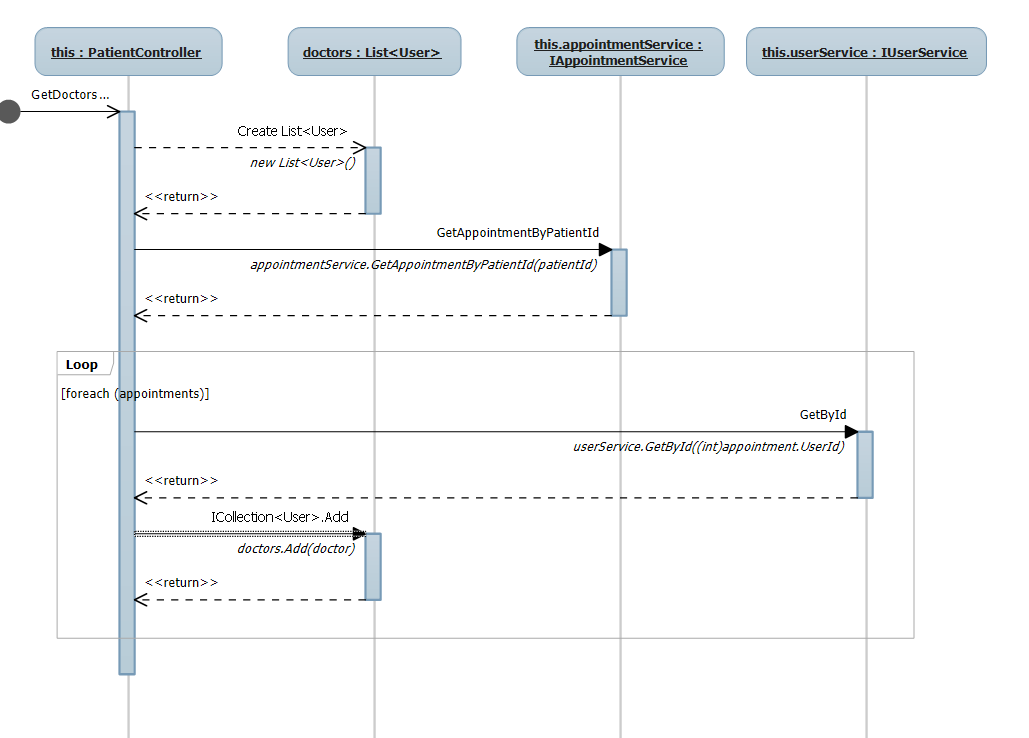 this : PatientController
doctors : List<User>
this.appointmentService :
IAppointmentService
this.userService : IUserService
GetDoctors...
Create List<User>
new List<User>()
<<return>>
GetAppointmentByPatientId
appointmentService.GetAppointmentByPatientId(patientId)
<<return>>
Loop
[foreach (appointments)]
GetById
userService.GetById((int)appointment.UserId)
<<return>>
ICollection<User>.Add
doctors.Add(doctor)
<<return>>